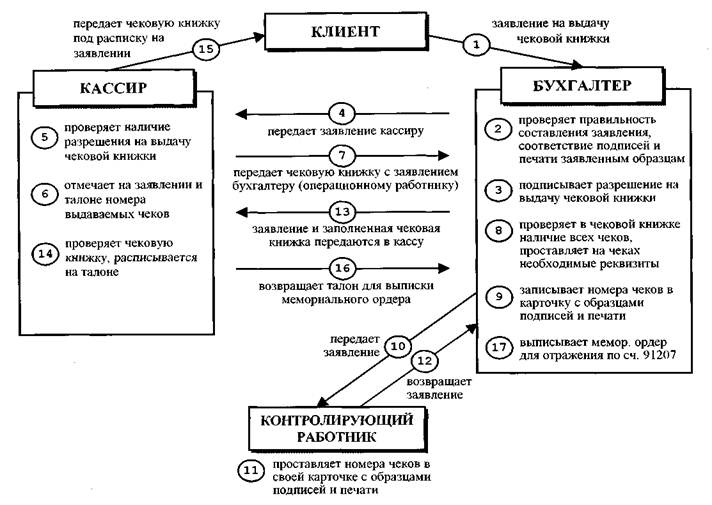 передает чековую книжку
под расписку на
заявлении
15
КЛИЕНТ
1
заявление на выдачу
чековой книжки
КАССИР
5
проверяет наличие
разрешения на выдачу
чековой книжки
6
отмечает на заявлении и
талоне номера
выдаваемых чеков
14
проверяет чековую
книжку, расписывается
на талоне
4
передает заявление кассиру
7
передает чековую книжку с заявлением
бухгалтеру (операционному работнику)
13
заявление и заполненная чековая
книжка передаются в кассу
16
возвращает талон для выписки
мемориального ордера
БУХГАЛТЕР
2
проверяет правильность
составления заявления,
соответствие подписей и
печати заявленным образцам
3
подписывает разрешение на
выдачу чековой книжки
8
проверяет в чековой книжке
наличие всех чеков,
проставляет на чеках
необходимые реквизиты
9
записывает номера чеков в
карточку с образцами
подписей и печати
17
выписывает мемор. ордер
для отражения по сч. 91207
передает
заявление
10
12
возвращает
заявление
КОНТРОЛИРУЮЩИЙ
РАБОТНИК
11
проставляет номера чеков в
своей карточке с образцами
подписей и печати